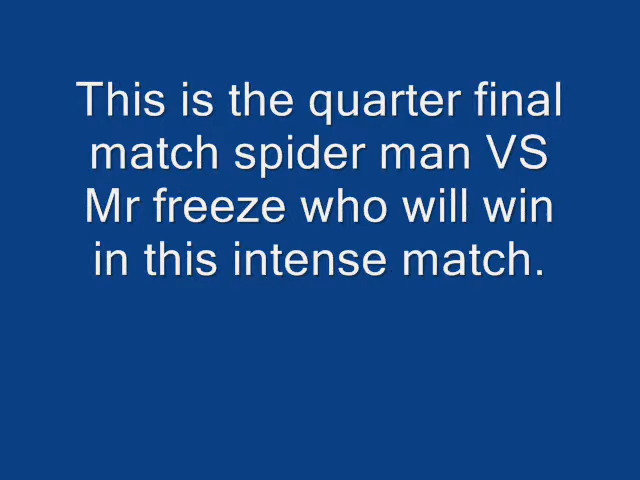 This is the quarter final
match spider man VS
Mr freeze who will win
in this intense match.